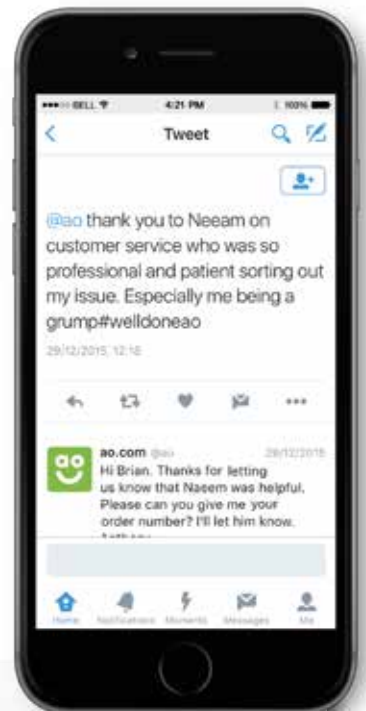 BELL 4:21 PM 100%
Tweet
@ao thank you to Neeam on
customer service who was so
professional and patient sorting out
my issue. Especially me being a
grump#welldoneao
29/12/2015, 12:18
ao.com @ao 29/12/2015
Hi Brian. Thanks for letting
us know that Naeem was helpful.
Please can you give me your
order number? I'll let him know.
Home Notifications Moments Messages Me